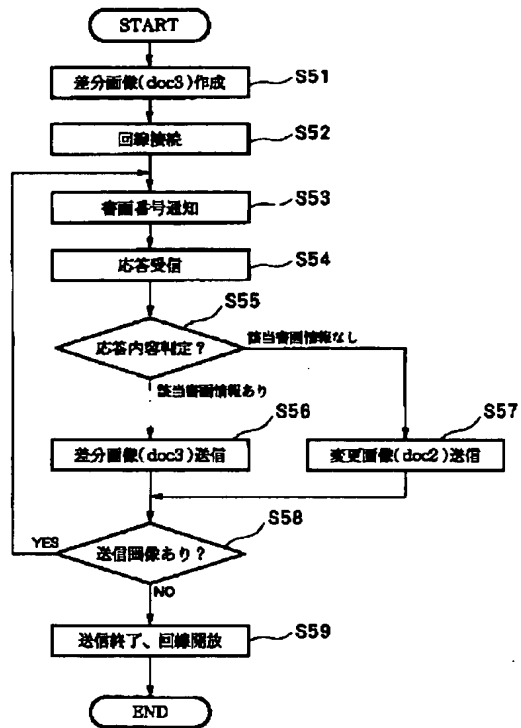 START
差分画像(doc3)作成
S51
回線接続
S52
書画番号通知
S53
応答受信
S54
S55
応答内容判定？
該当書画情報なし
該当書画情報あり
S56
S57
差分画像(doc3)送信
変更画像(doc2)送信
S58
YES
送信画像あり？
NO
送信終了、回線開放
S59
END